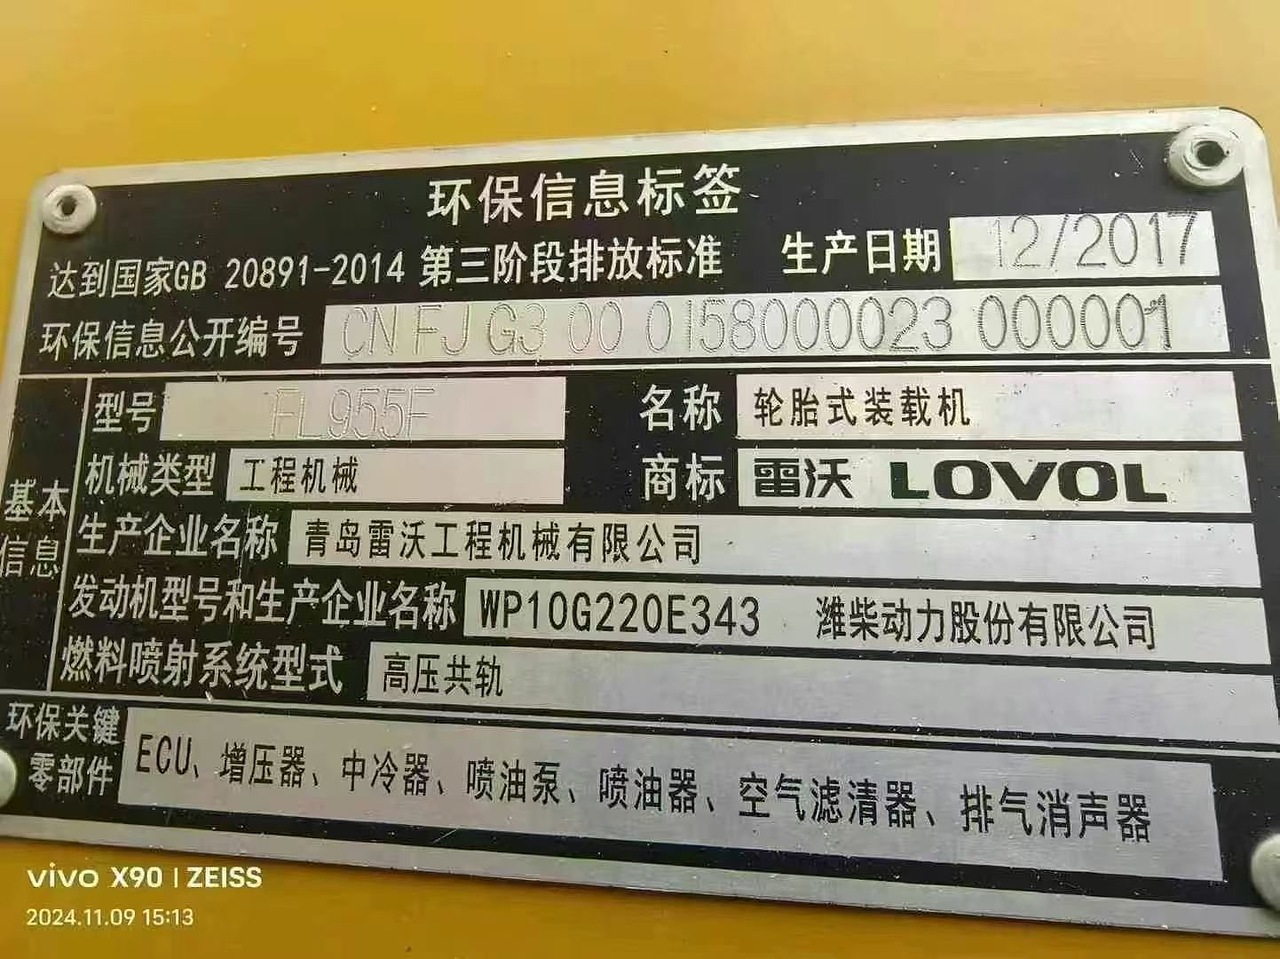 环保信息标签
达到国家GB 20891-2014 第三阶段排放标准 生产日期 12/2017
环保信息公开编号 CN FJ G3 00 0158000023 000001
基本信息
型号 FL955F 名称 轮胎式装载机
机械类型 工程机械 商标 雷沃 LOVOL
生产企业名称 青岛雷沃工程机械有限公司
发动机型号和生产企业名称 WP10G220E343 潍柴动力股份有限公司
燃料喷射系统型式 高压共轨
环保关键零部件 ECU、增压器、中冷器、喷油泵、喷油器、空气滤清器、排气消声器
vivo X90 | ZEISS
2024.11.09 15:13